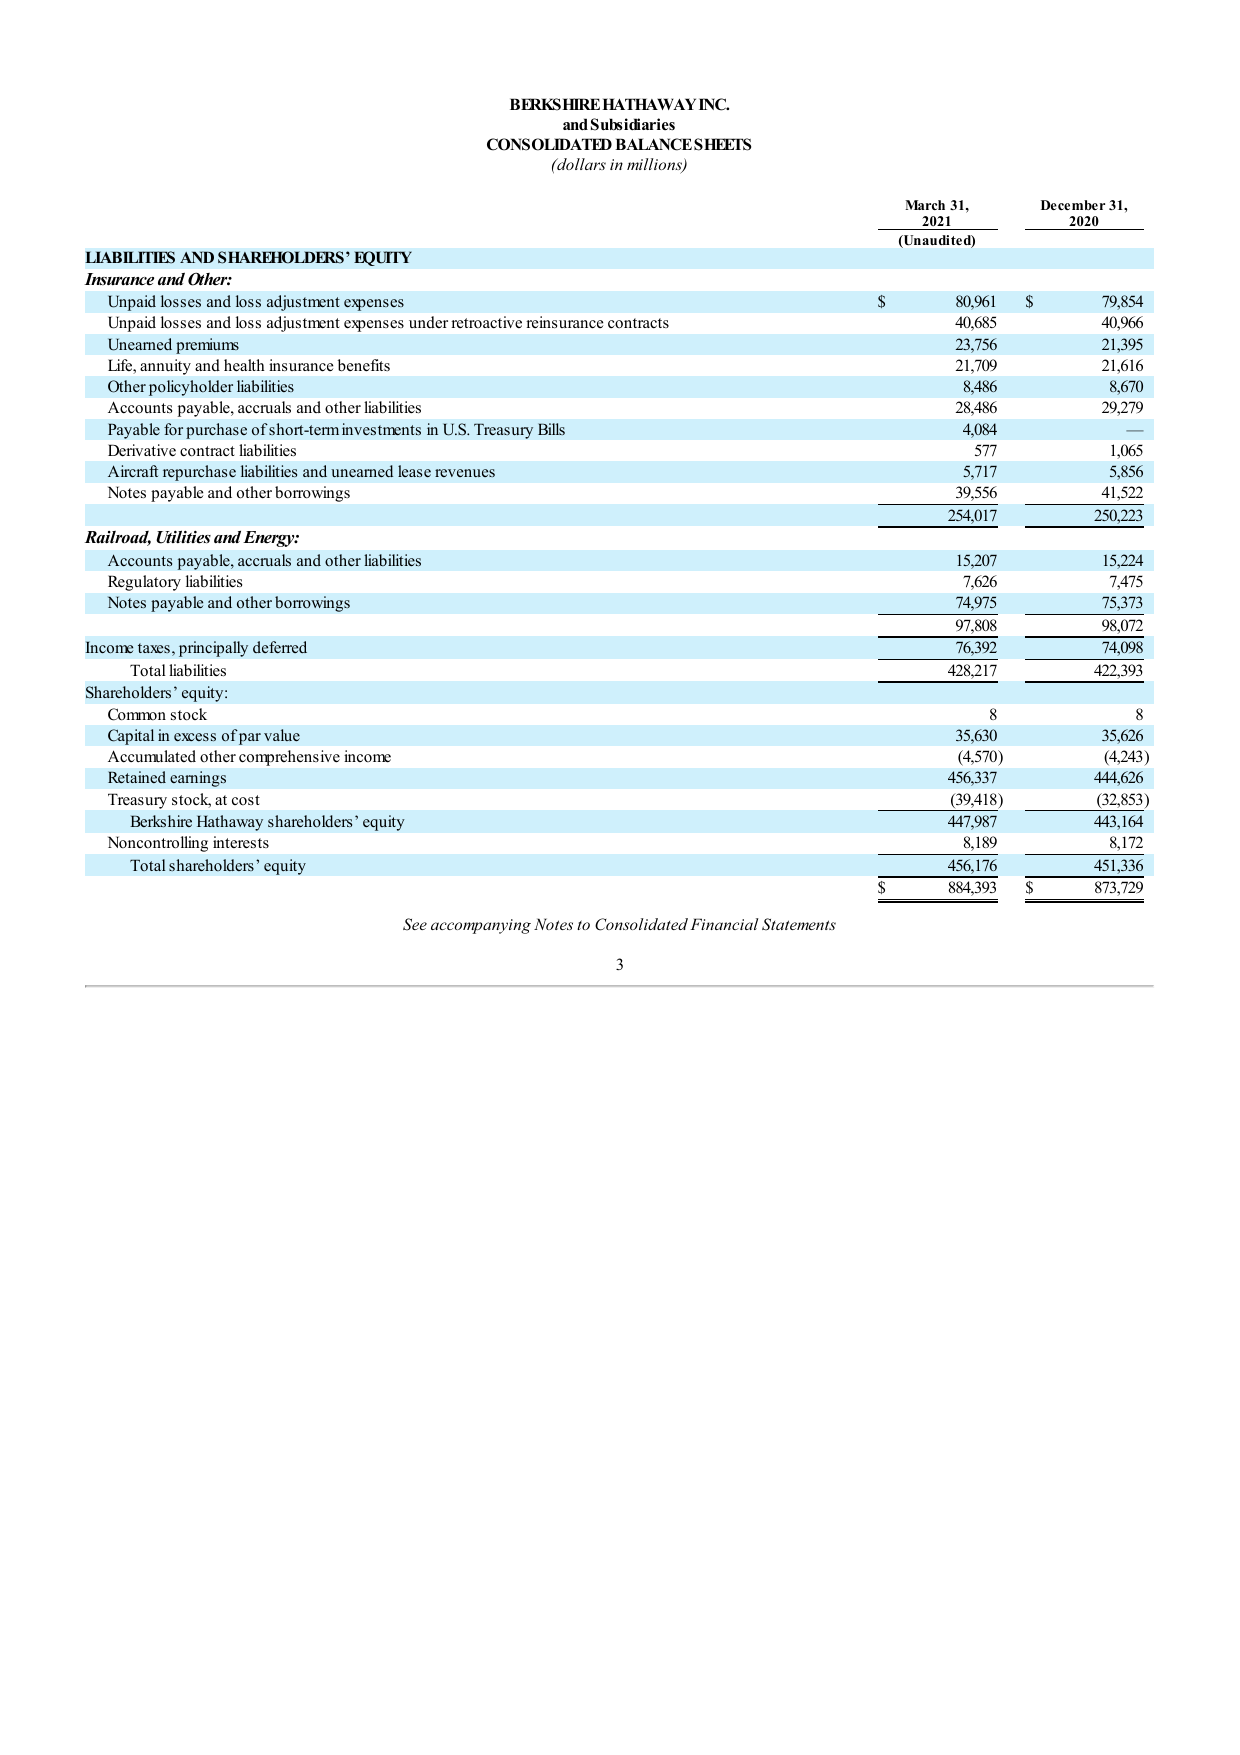 BERKSHIRE HATHAWAY INC.
and Subsidiaries
CONSOLIDATED BALANCE SHEETS
(dollars in millions)
March 31, December 31,
2021 2020
(Unaudited)
LIABILITIES AND SHAREHOLDERS’ EQUITY
Insurance and Other:
Unpaid losses and loss adjustment expenses $ 80,961 $ 79,854
Unpaid losses and loss adjustment expenses under retroactive reinsurance contracts 40,685 40,966
Unearned premiums 23,756 21,395
Life, annuity and health insurance benefits 21,709 21,616
Other policyholder liabilities 8,486 8,670
Accounts payable, accruals and other liabilities 28,486 29,279
Payable for purchase of short-term investments in U.S. Treasury Bills 4,084 —
Derivative contract liabilities 577 1,065
Aircraft repurchase liabilities and unearned lease revenues 5,717 5,856
Notes payable and other borrowings 39,556 41,522
254,017 250,223
Railroad, Utilities and Energy:
Accounts payable, accruals and other liabilities 15,207 15,224
Regulatory liabilities 7,626 7,475
Notes payable and other borrowings 74,975 75,373
97,808 98,072
Income taxes, principally deferred 76,392 74,098
Total liabilities 428,217 422,393
Shareholders’ equity:
Common stock 8 8
Capital in excess of par value 35,630 35,626
Accumulated other comprehensive income (4,570) (4,243)
Retained earnings 456,337 444,626
Treasury stock, at cost (39,418) (32,853)
Berkshire Hathaway shareholders’ equity 447,987 443,164
Noncontrolling interests 8,189 8,172
Total shareholders’ equity 456,176 451,336
$ 884,393 $ 873,729
See accompanying Notes to Consolidated Financial Statements
3